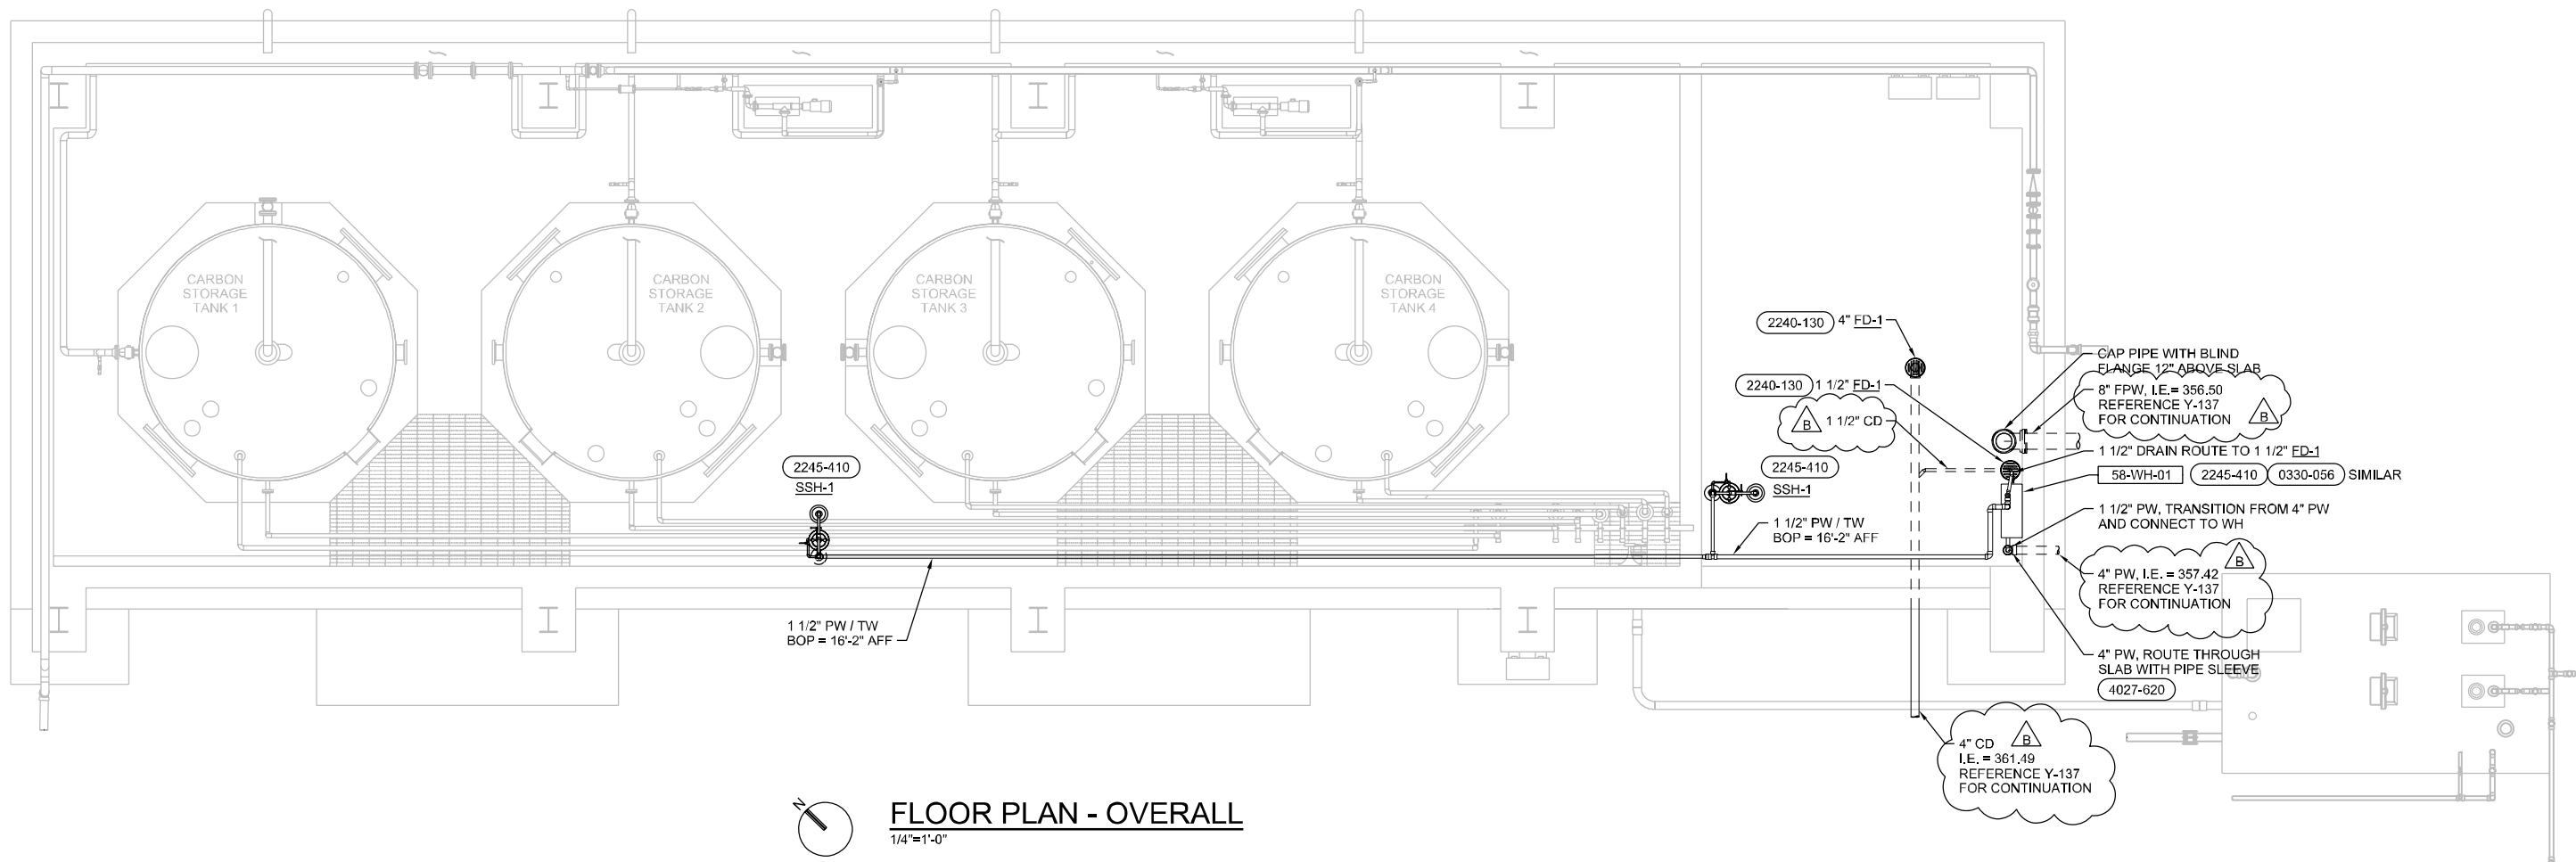 CARBON
STORAGE
TANK 1
CARBON
STORAGE
TANK 2
CARBON
STORAGE
TANK 3
CARBON
STORAGE
TANK 4
2240-130 4" FD-1
2240-130 1 1/2" FD-1
B 1 1/2" CD
2245-410
SSH-1
2245-410
SSH-1
1 1/2" PW / TW
BOP = 16'-2" AFF
1 1/2" PW / TW
BOP = 16'-2" AFF
CAP PIPE WITH BLIND
FLANGE 12" ABOVE SLAB
8" FPW, I.E. = 356.50
REFERENCE Y-137
FOR CONTINUATION B
1 1/2" DRAIN ROUTE TO 1 1/2" FD-1
58-WH-01 2245-410 0330-056 SIMILAR
1 1/2" PW, TRANSITION FROM 4" PW
AND CONNECT TO WH
B
4" PW, I.E. = 357.42
REFERENCE Y-137
FOR CONTINUATION
4" PW, ROUTE THROUGH
SLAB WITH PIPE SLEEVE
4027-620
4" CD B
I.E. = 361.49
REFERENCE Y-137
FOR CONTINUATION
N
FLOOR PLAN - OVERALL
1/4"=1'-0"